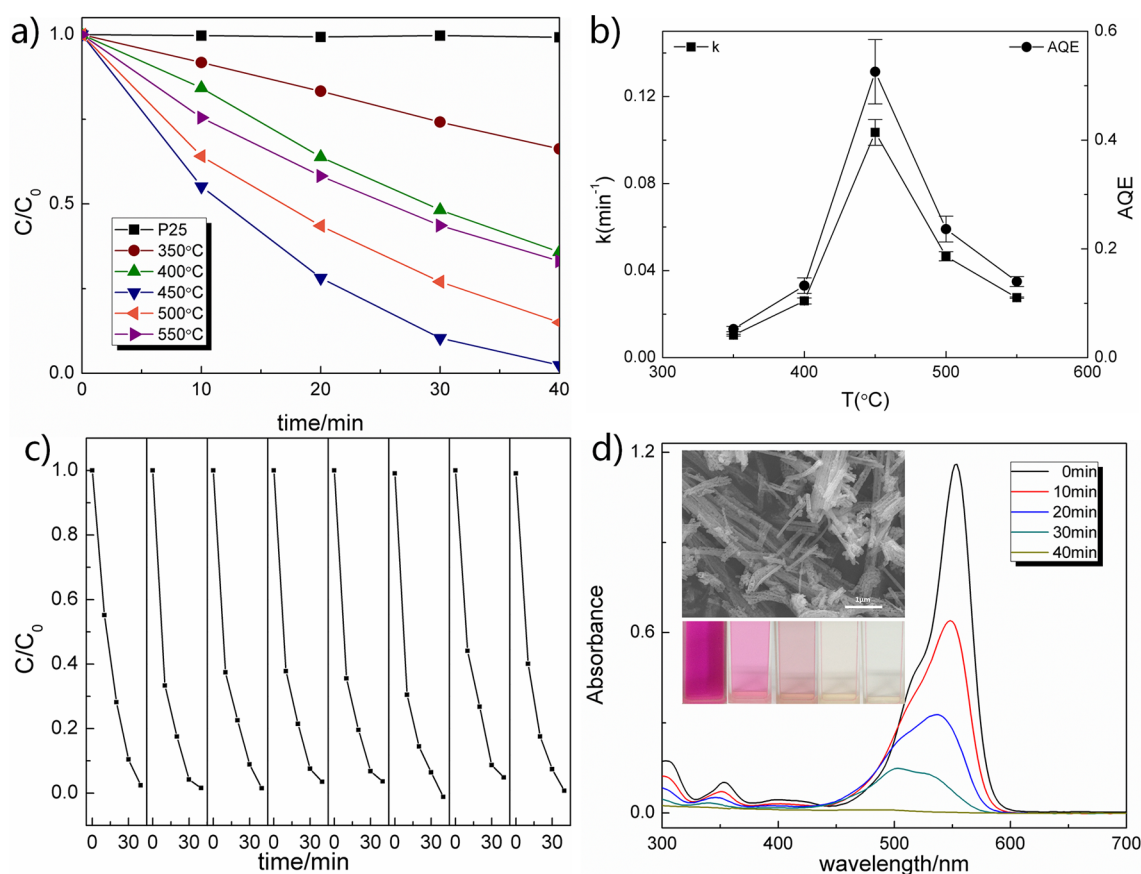 a)
1.0
0.5
0.0
C/C0
P25
350°C
400°C
450°C
500°C
550°C
0 10 20 30 40
time/min
b)
k AQE
0.12
0.08
0.04
0.00
k(min-1)
0.6
0.4
0.2
0.0
AQE
300 400 500 600
T(°C)
c)
1.0
0.8
0.6
0.4
0.2
0.0
C/C0
0 30 0 30 0 30 0 30 0 30 0 30 0 30 0 30
time/min
d)
1.2
0.6
0.0
Absorbance
1μm
0min
10min
20min
30min
40min
300 400 500 600 700
wavelength/nm